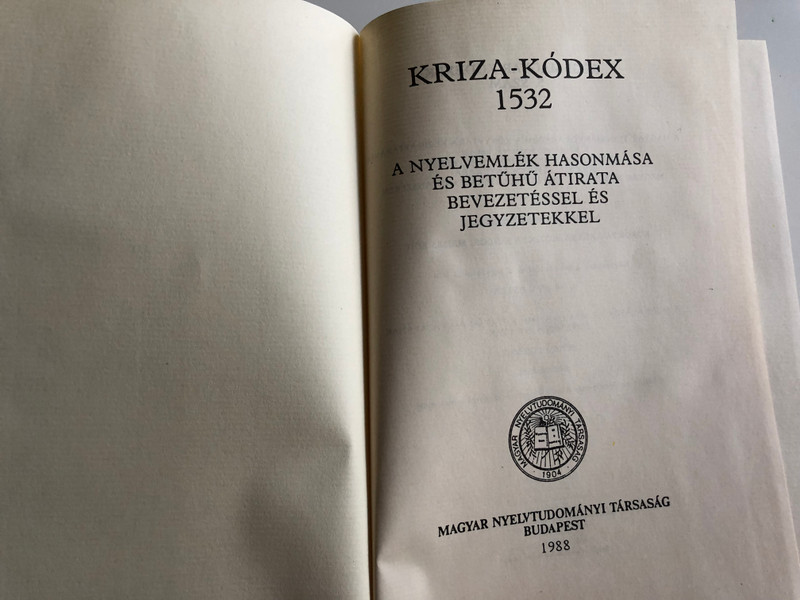 KRIZA-KÓDEX
1532
A NYELVEMLÉK HASONMÁSA
ÉS BETŰHŰ ÁTIRATA
BEVEZETÉSSEL ÉS
JEGYZETEKKEL
MAGYAR NYELVTUDOMÁNYI TÁRSASÁG
1904
MAGYAR NYELVTUDOMÁNYI TÁRSASÁG
BUDAPEST
1988